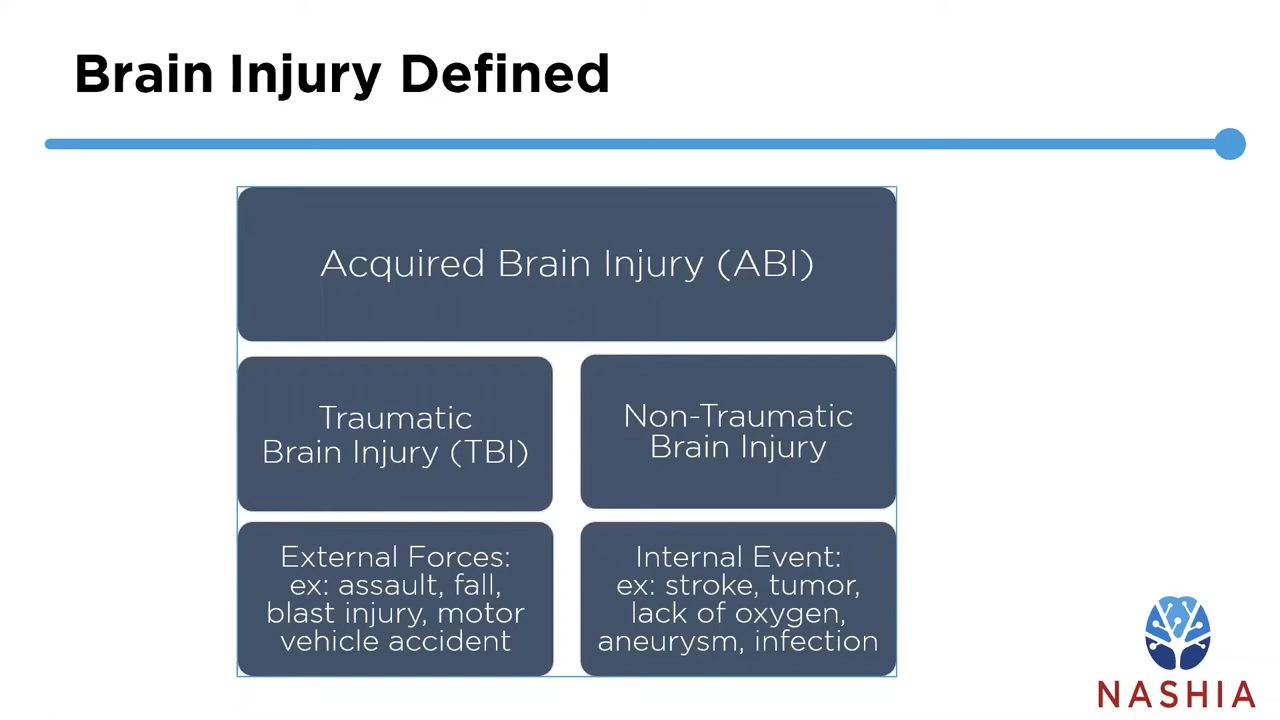 Brain Injury Defined
Acquired Brain Injury (ABI)
Traumatic
Brain Injury (TBI)
Non-Traumatic
Brain Injury
External Forces:
ex: assault, fall,
blast injury, motor
vehicle accident
Internal Event:
ex: stroke, tumor,
lack of oxygen,
aneurysm, infection
NASHIA